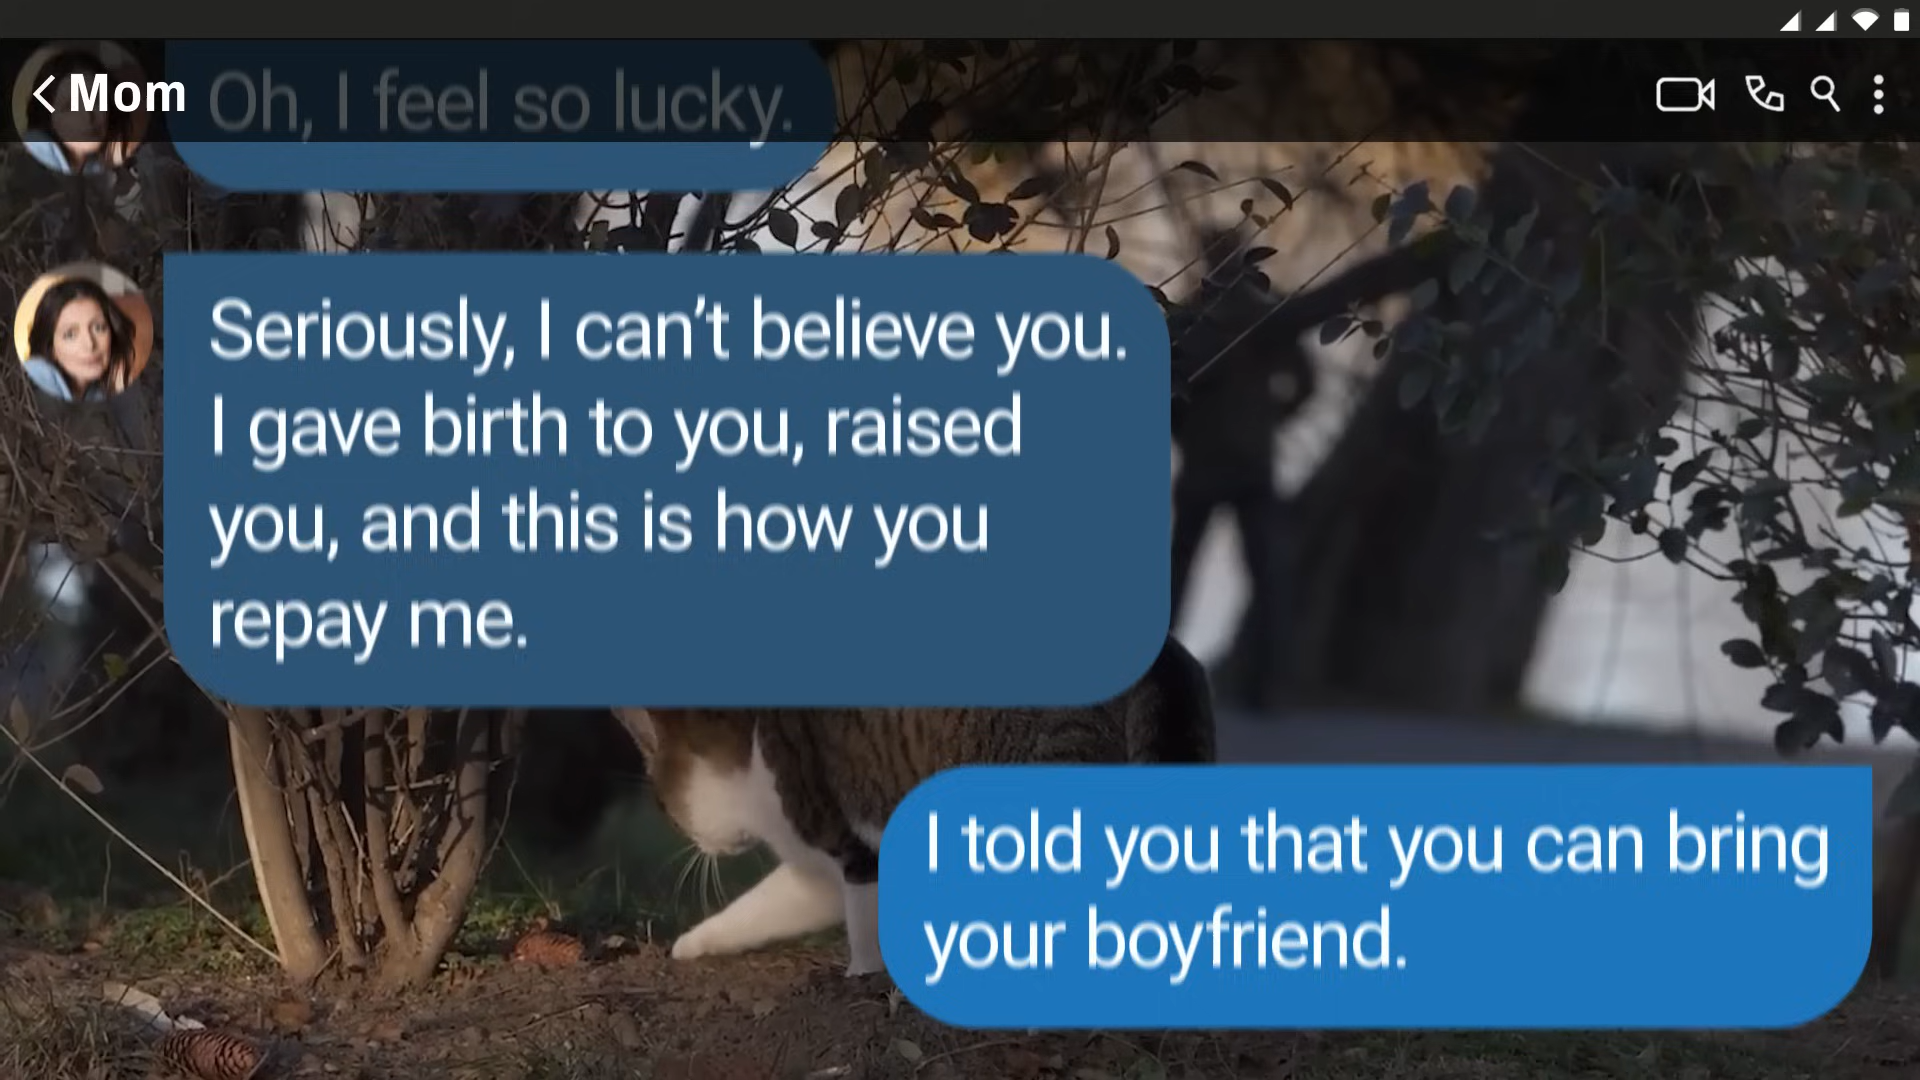 Mom
Oh, I feel so lucky.
Seriously, I can’t believe you.
I gave birth to you, raised
you, and this is how you
repay me.
I told you that you can bring
your boyfriend.